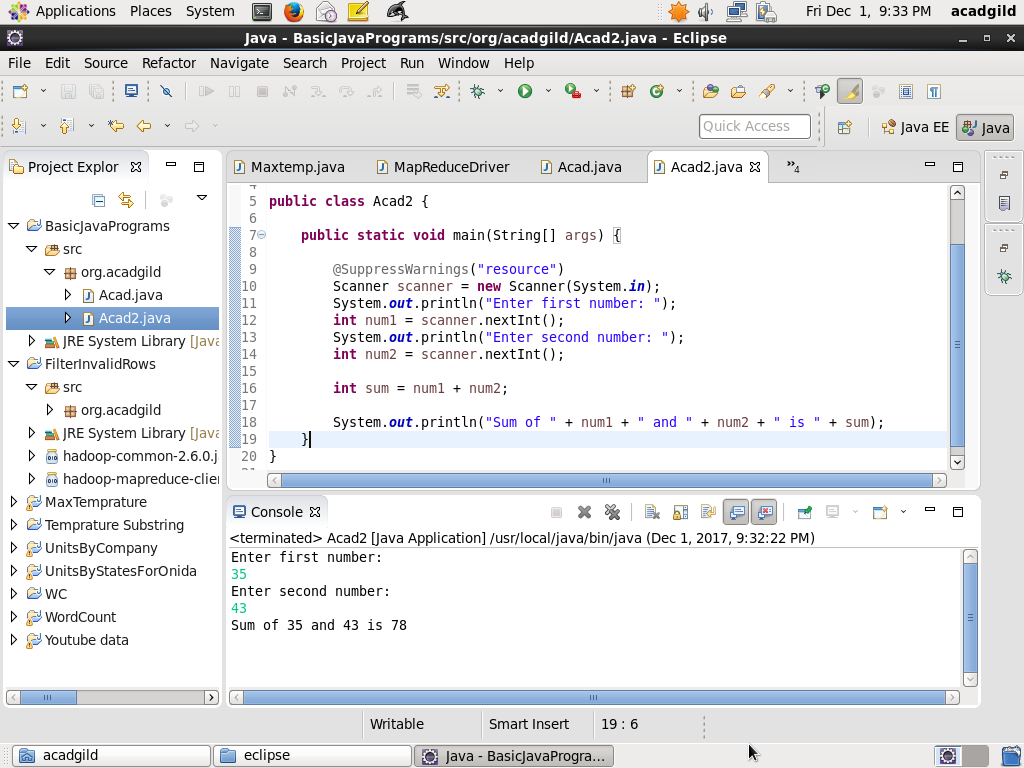 Applications Places System Fri Dec 1, 9:33 PM acadgild
Java - BasicJavaPrograms/src/org/acadgild/Acad2.java - Eclipse
File Edit Source Refactor Navigate Search Project Run Window Help
Quick Access Java EE Java
Project Explor
BasicJavaPrograms
src
org.acadgild
Acad.java
Acad2.java
JRE System Library [Java
FilterInvalidRows
src
org.acadgild
JRE System Library [Java
hadoop-common-2.6.0.j
hadoop-mapreduce-clie
MaxTemprature
Temprature Substring
UnitsByCompany
UnitsByStatesForOnida
WC
WordCount
Youtube data
Maxtemp.java MapReduceDriver Acad.java Acad2.java »4
4
5 public class Acad2 {
6
7 public static void main(String[] args) {
8
9 @SuppressWarnings("resource")
10 Scanner scanner = new Scanner(System.in);
11 System.out.println("Enter first number: ");
12 int num1 = scanner.nextInt();
13 System.out.println("Enter second number: ");
14 int num2 = scanner.nextInt();
15
16 int sum = num1 + num2;
17
18 System.out.println("Sum of " + num1 + " and " + num2 + " is " + sum);
19 }
20 }
Console
<terminated> Acad2 [Java Application] /usr/local/java/bin/java (Dec 1, 2017, 9:32:22 PM)
Enter first number:
35
Enter second number:
43
Sum of 35 and 43 is 78
Writable Smart Insert 19 : 6
acadgild eclipse Java - BasicJavaProgra...